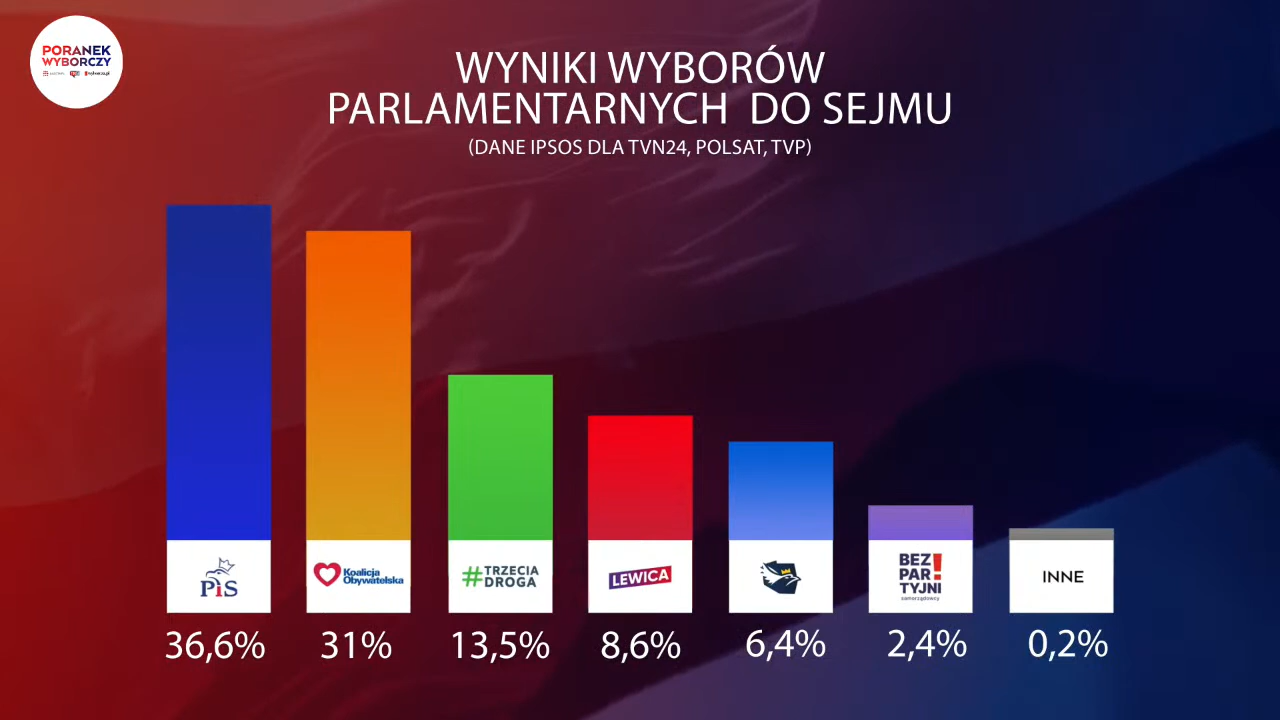 PORANEK
WYBORCZY
WYNIKI WYBORÓW
PARLAMENTARNYCH DO SEJMU
(DANE IPSOS DLA TVN24, POLSAT, TVP)
PiS
Koalicja
Obywatelska
#TRZECIA
DROGA
LEWICA
BEZ
PAR
TYJNI
!
samorządowcy
INNE
36,6%
31%
13,5%
8,6%
6,4%
2,4%
0,2%